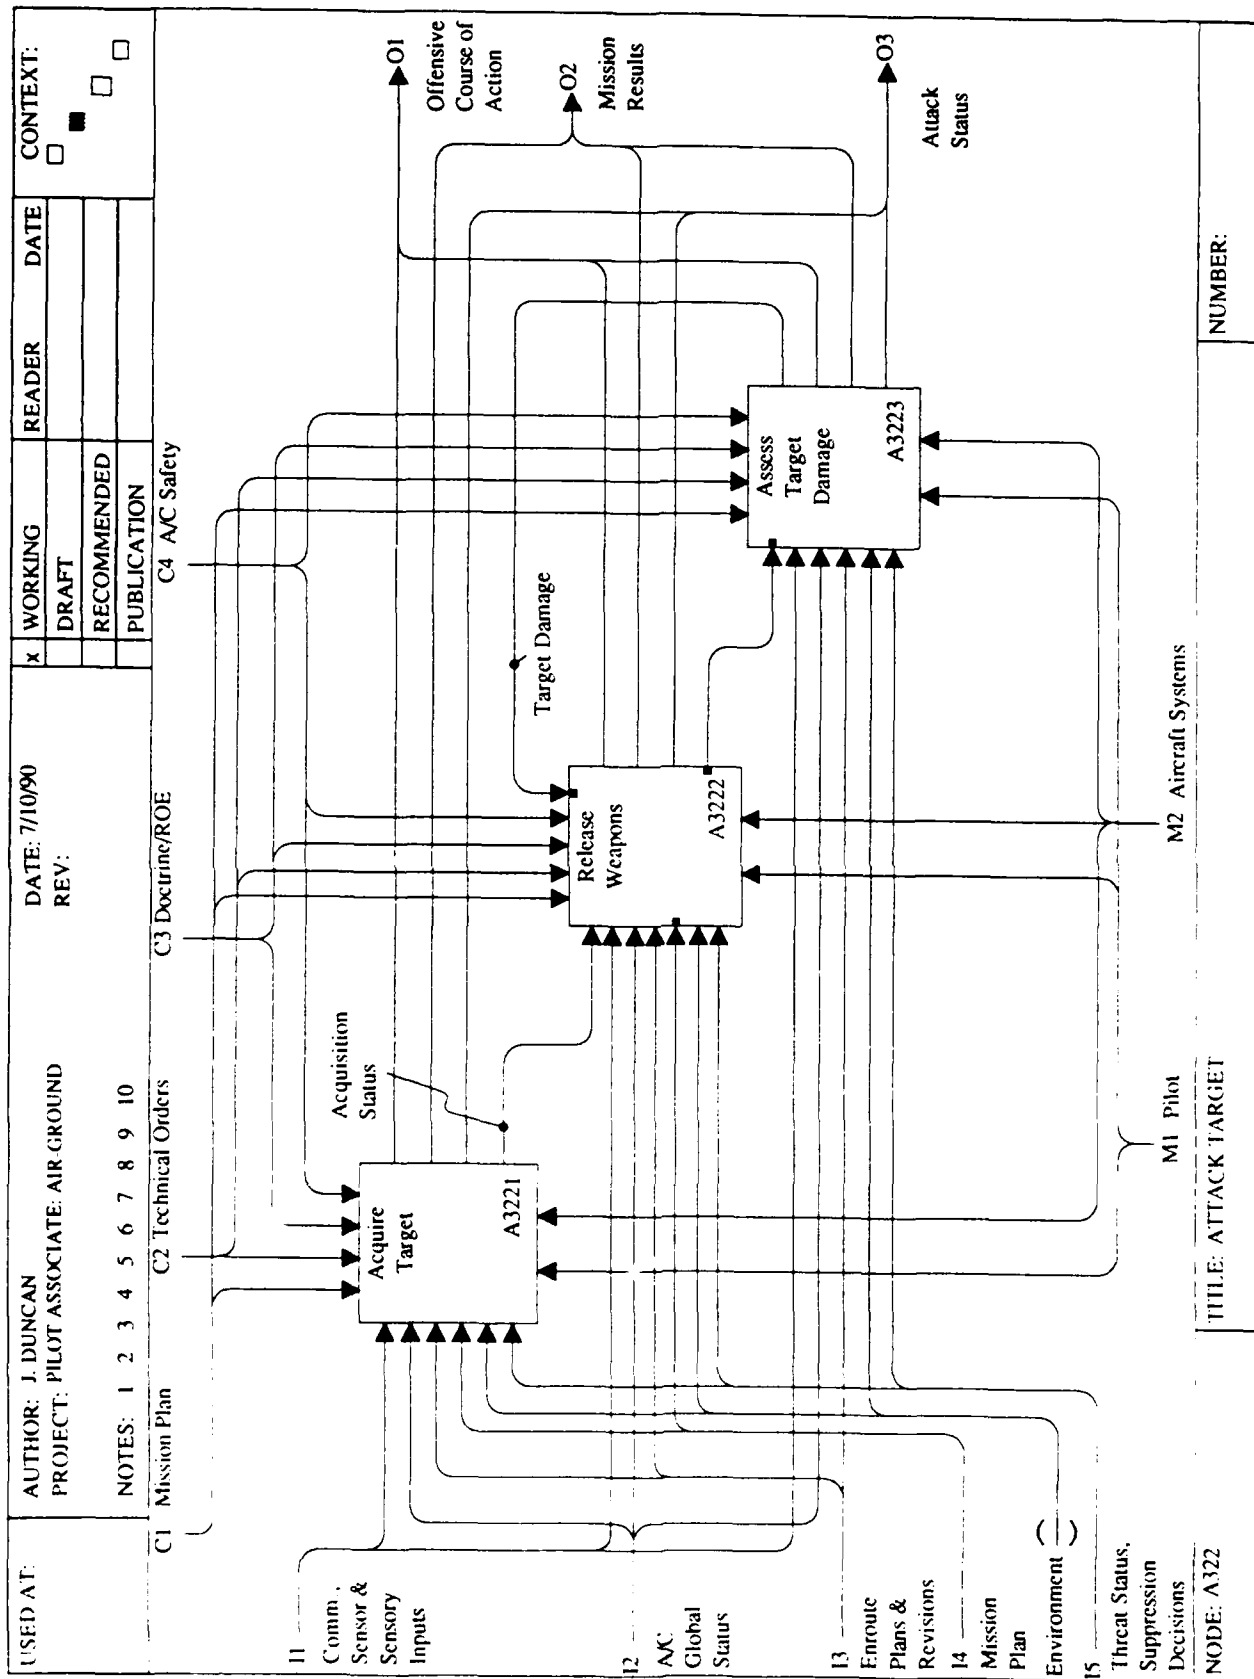 USED AT:
AUTHOR: J. DUNCAN
PROJECT: PILOT ASSOCIATE: AIR-GROUND
NOTES: 1 2 3 4 5 6 7 8 9 10
DATE: 7/10/90
REV:
x WORKING
DRAFT
RECOMMENDED
PUBLICATION
READER DATE
CONTEXT:
C1 Mission Plan
C2 Technical Orders
C3 Doctrine/ROE
C4 A/C Safety
I1
Comm.,
Sensor &
Sensory
Inputs
I2
A/C
Global
Status
I3
Enroute
Plans &
Revisions
I4
Mission
Plan
Environment ( )
I5
Threat Status,
Suppression
Decisions
Acquire
Target
A3221
Acquisition
Status
Release
Weapons
A3222
Target Damage
Assess
Target
Damage
A3223
O1
Offensive
Course of
Action
O2
Mission
Results
O3
Attack
Status
M1 Pilot
M2 Aircraft Systems
NODE: A322
TITLE: ATTACK TARGET
NUMBER: